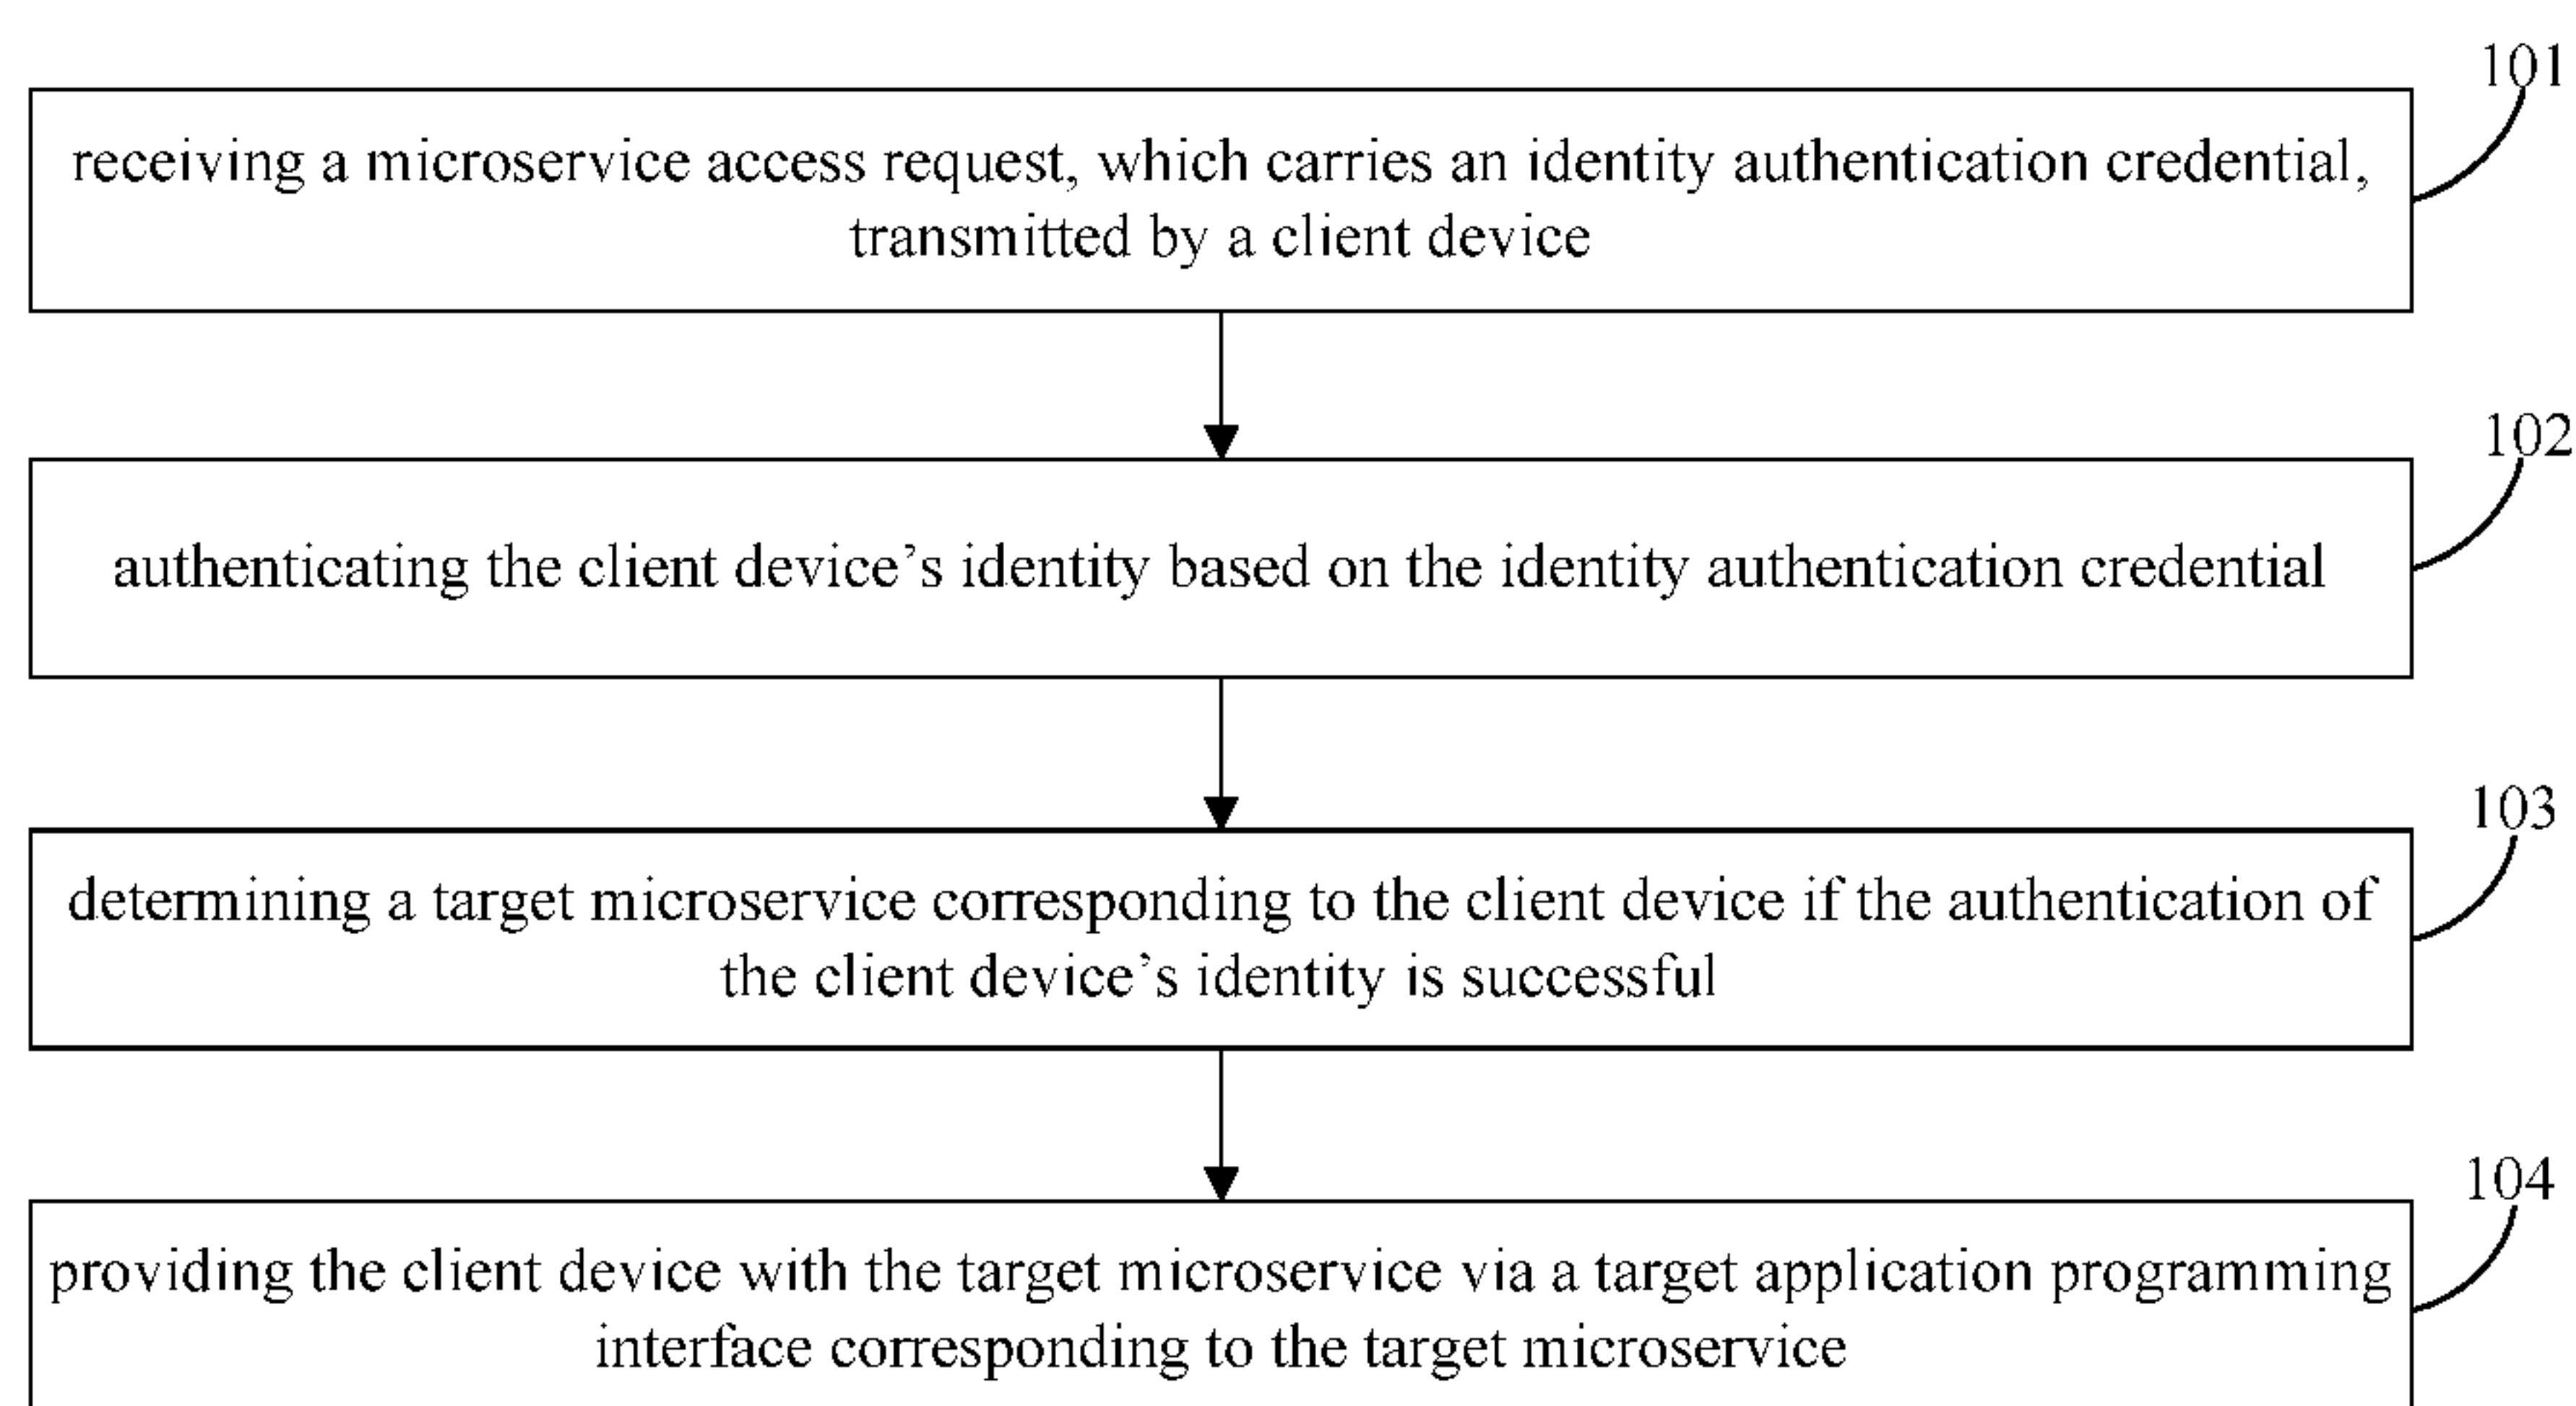 101
receiving a microservice access request, which carries an identity authentication credential,
transmitted by a client device
102
authenticating the client device’s identity based on the identity authentication credential
103
determining a target microservice corresponding to the client device if the authentication of
the client device’s identity is successful
104
providing the client device with the target microservice via a target application programming
interface corresponding to the target microservice